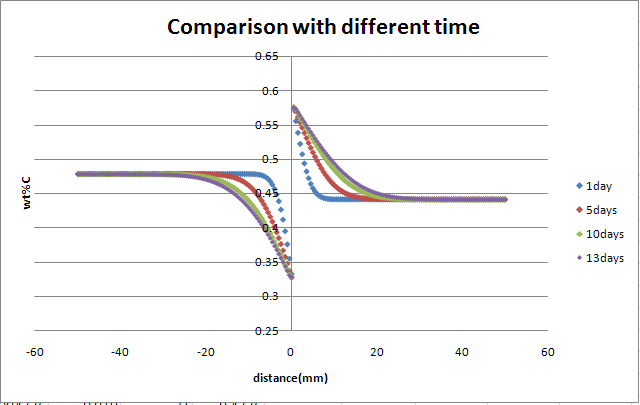 Comparison with different time
0.65
0.6
0.55
0.5
0.45
0.4
0.35
0.3
0.25
wt%C
-60 -40 -20 0 20 40 60
distance(mm)
1day
5days
10days
13days